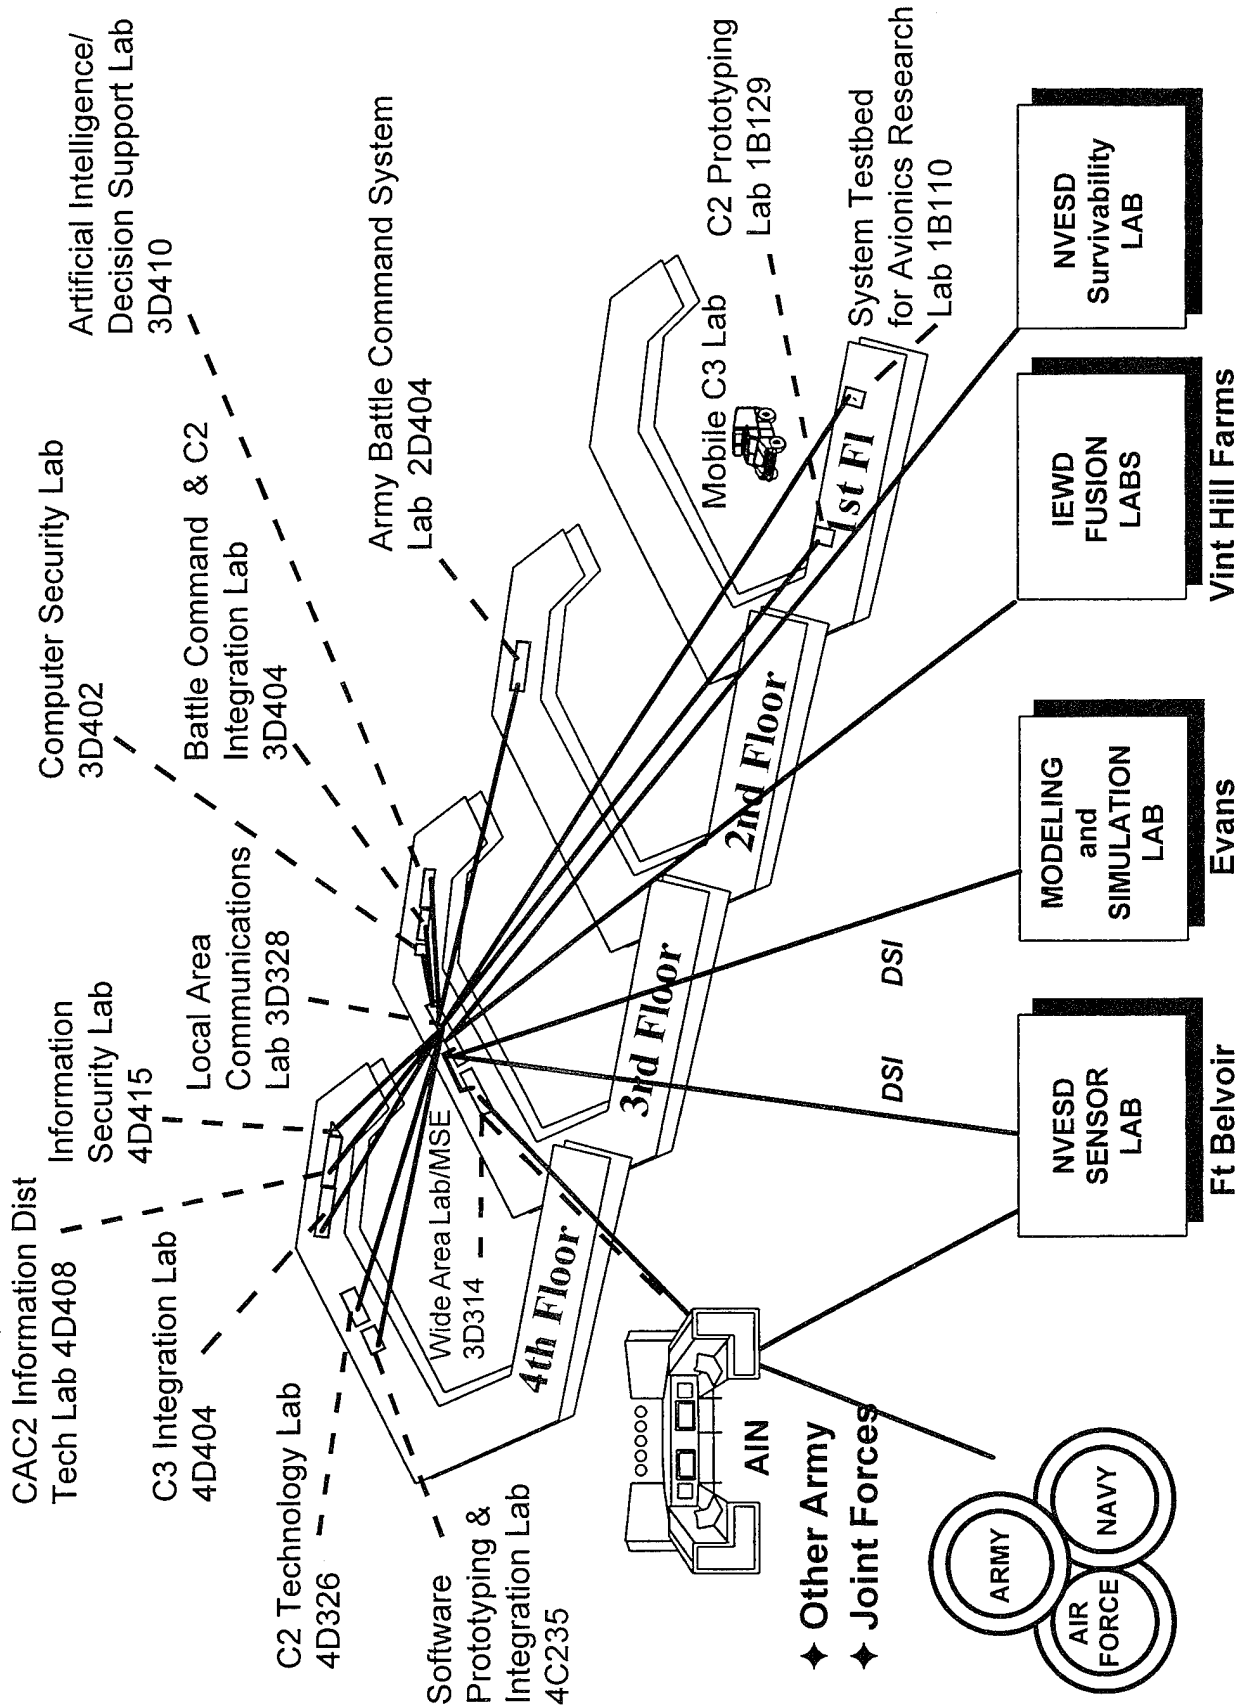 CAC2 Information Dist
Tech Lab 4D408
Information
Security Lab
4D415
Computer Security Lab
3D402
Artificial Intelligence/
Decision Support Lab
3D410
C3 Integration Lab
4D404
Local Area
Communications
Lab 3D328
Battle Command & C2
Integration Lab
3D404
C2 Technology Lab
4D326
Army Battle Command System
Lab 2D404
Software
Prototyping &
Integration Lab
4C235
Wide Area Lab/MSE
3D314
4th Floor
3rd Floor
2nd Floor
1st Fl
Mobile C3 Lab
C2 Prototyping
Lab 1B129
System Testbed
for Avionics Research
Lab 1B110
AIN
Other Army
Joint Forces
DSI
DSI
ARMY
AIR
FORCE
NAVY
NVESD
SENSOR
LAB
Ft Belvoir
MODELING
and
SIMULATION
LAB
Evans
IEWD
FUSION
LABS
Vint Hill Farms
NVESD
Survivability
LAB